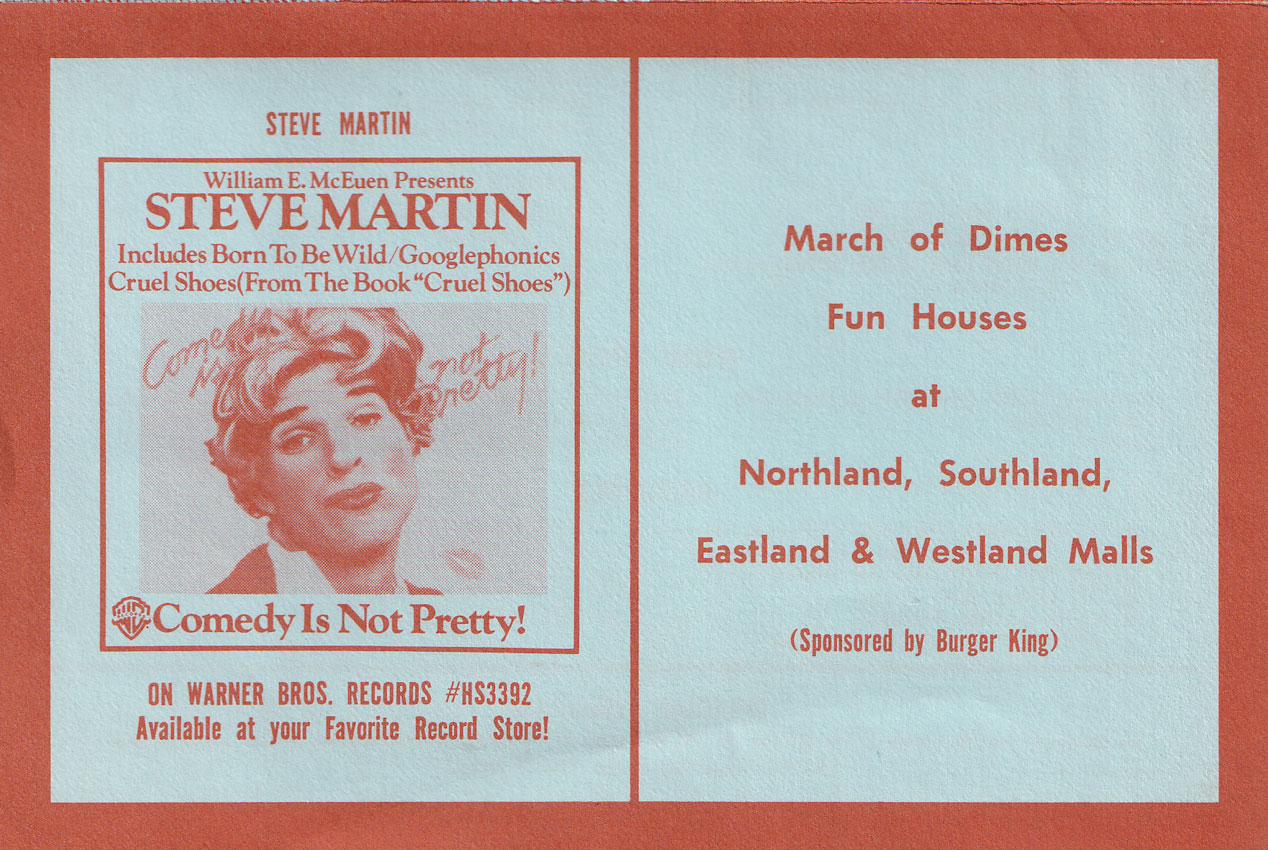 STEVE MARTIN
William E. McEuen Presents
STEVE MARTIN
Includes Born To Be Wild/Googlephonics
Cruel Shoes(From The Book “Cruel Shoes”)
Comedy not
is pretty!
Comedy Is Not Pretty!
ON WARNER BROS. RECORDS #HS3392
Available at your Favorite Record Store!
March of Dimes
Fun Houses
at
Northland, Southland,
Eastland & Westland Malls
(Sponsored by Burger King)